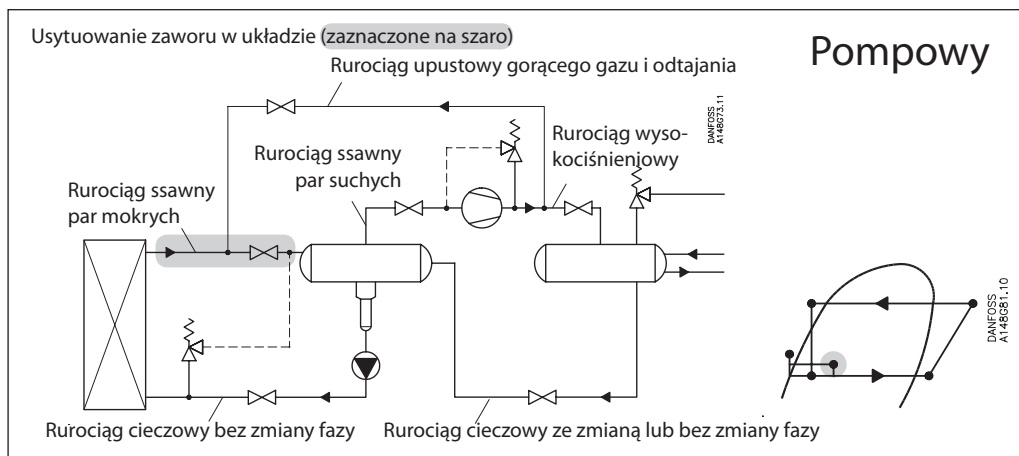 Usytuowanie zaworu w układzie (zaznaczone na szaro)
Pompowy
Rurociąg upustowy gorącego gazu i odtajania
DANFOSS
A148G73.11
Rurociąg wyso-
kociśnieniowy
Rurociąg ssawny
par suchych
Rurociąg ssawny
par mokrych
DANFOSS
A148G81.10
Rurociąg cieczowy bez zmiany fazy
Rurociąg cieczowy ze zmianą lub bez zmiany fazy